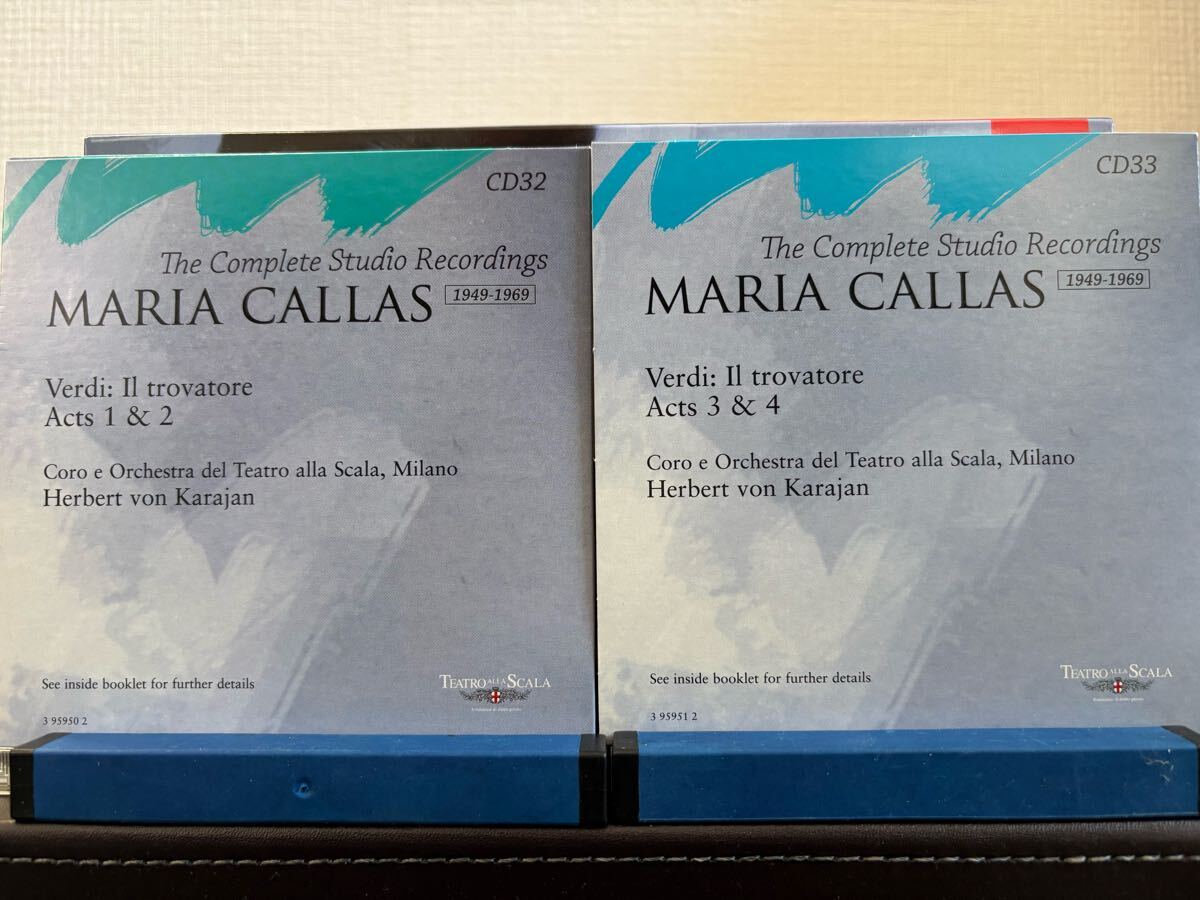 CD32
The Complete Studio Recordings
MARIA CALLAS 1949-1969
Verdi: Il trovatore
Acts 1 & 2
Coro e Orchestra del Teatro alla Scala, Milano
Herbert von Karajan
See inside booklet for further details
TEATRO ALLA SCALA
3 95950 2
CD33
The Complete Studio Recordings
MARIA CALLAS 1949-1969
Verdi: Il trovatore
Acts 3 & 4
Coro e Orchestra del Teatro alla Scala, Milano
Herbert von Karajan
See inside booklet for further details
TEATRO ALLA SCALA
3 95951 2